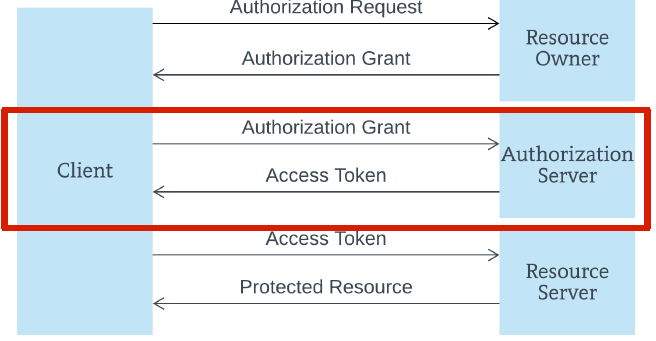 Authorization Request
Resource
Owner
Authorization Grant
Authorization Grant
Client
Authorization
Server
Access Token
Access Token
Resource
Server
Protected Resource